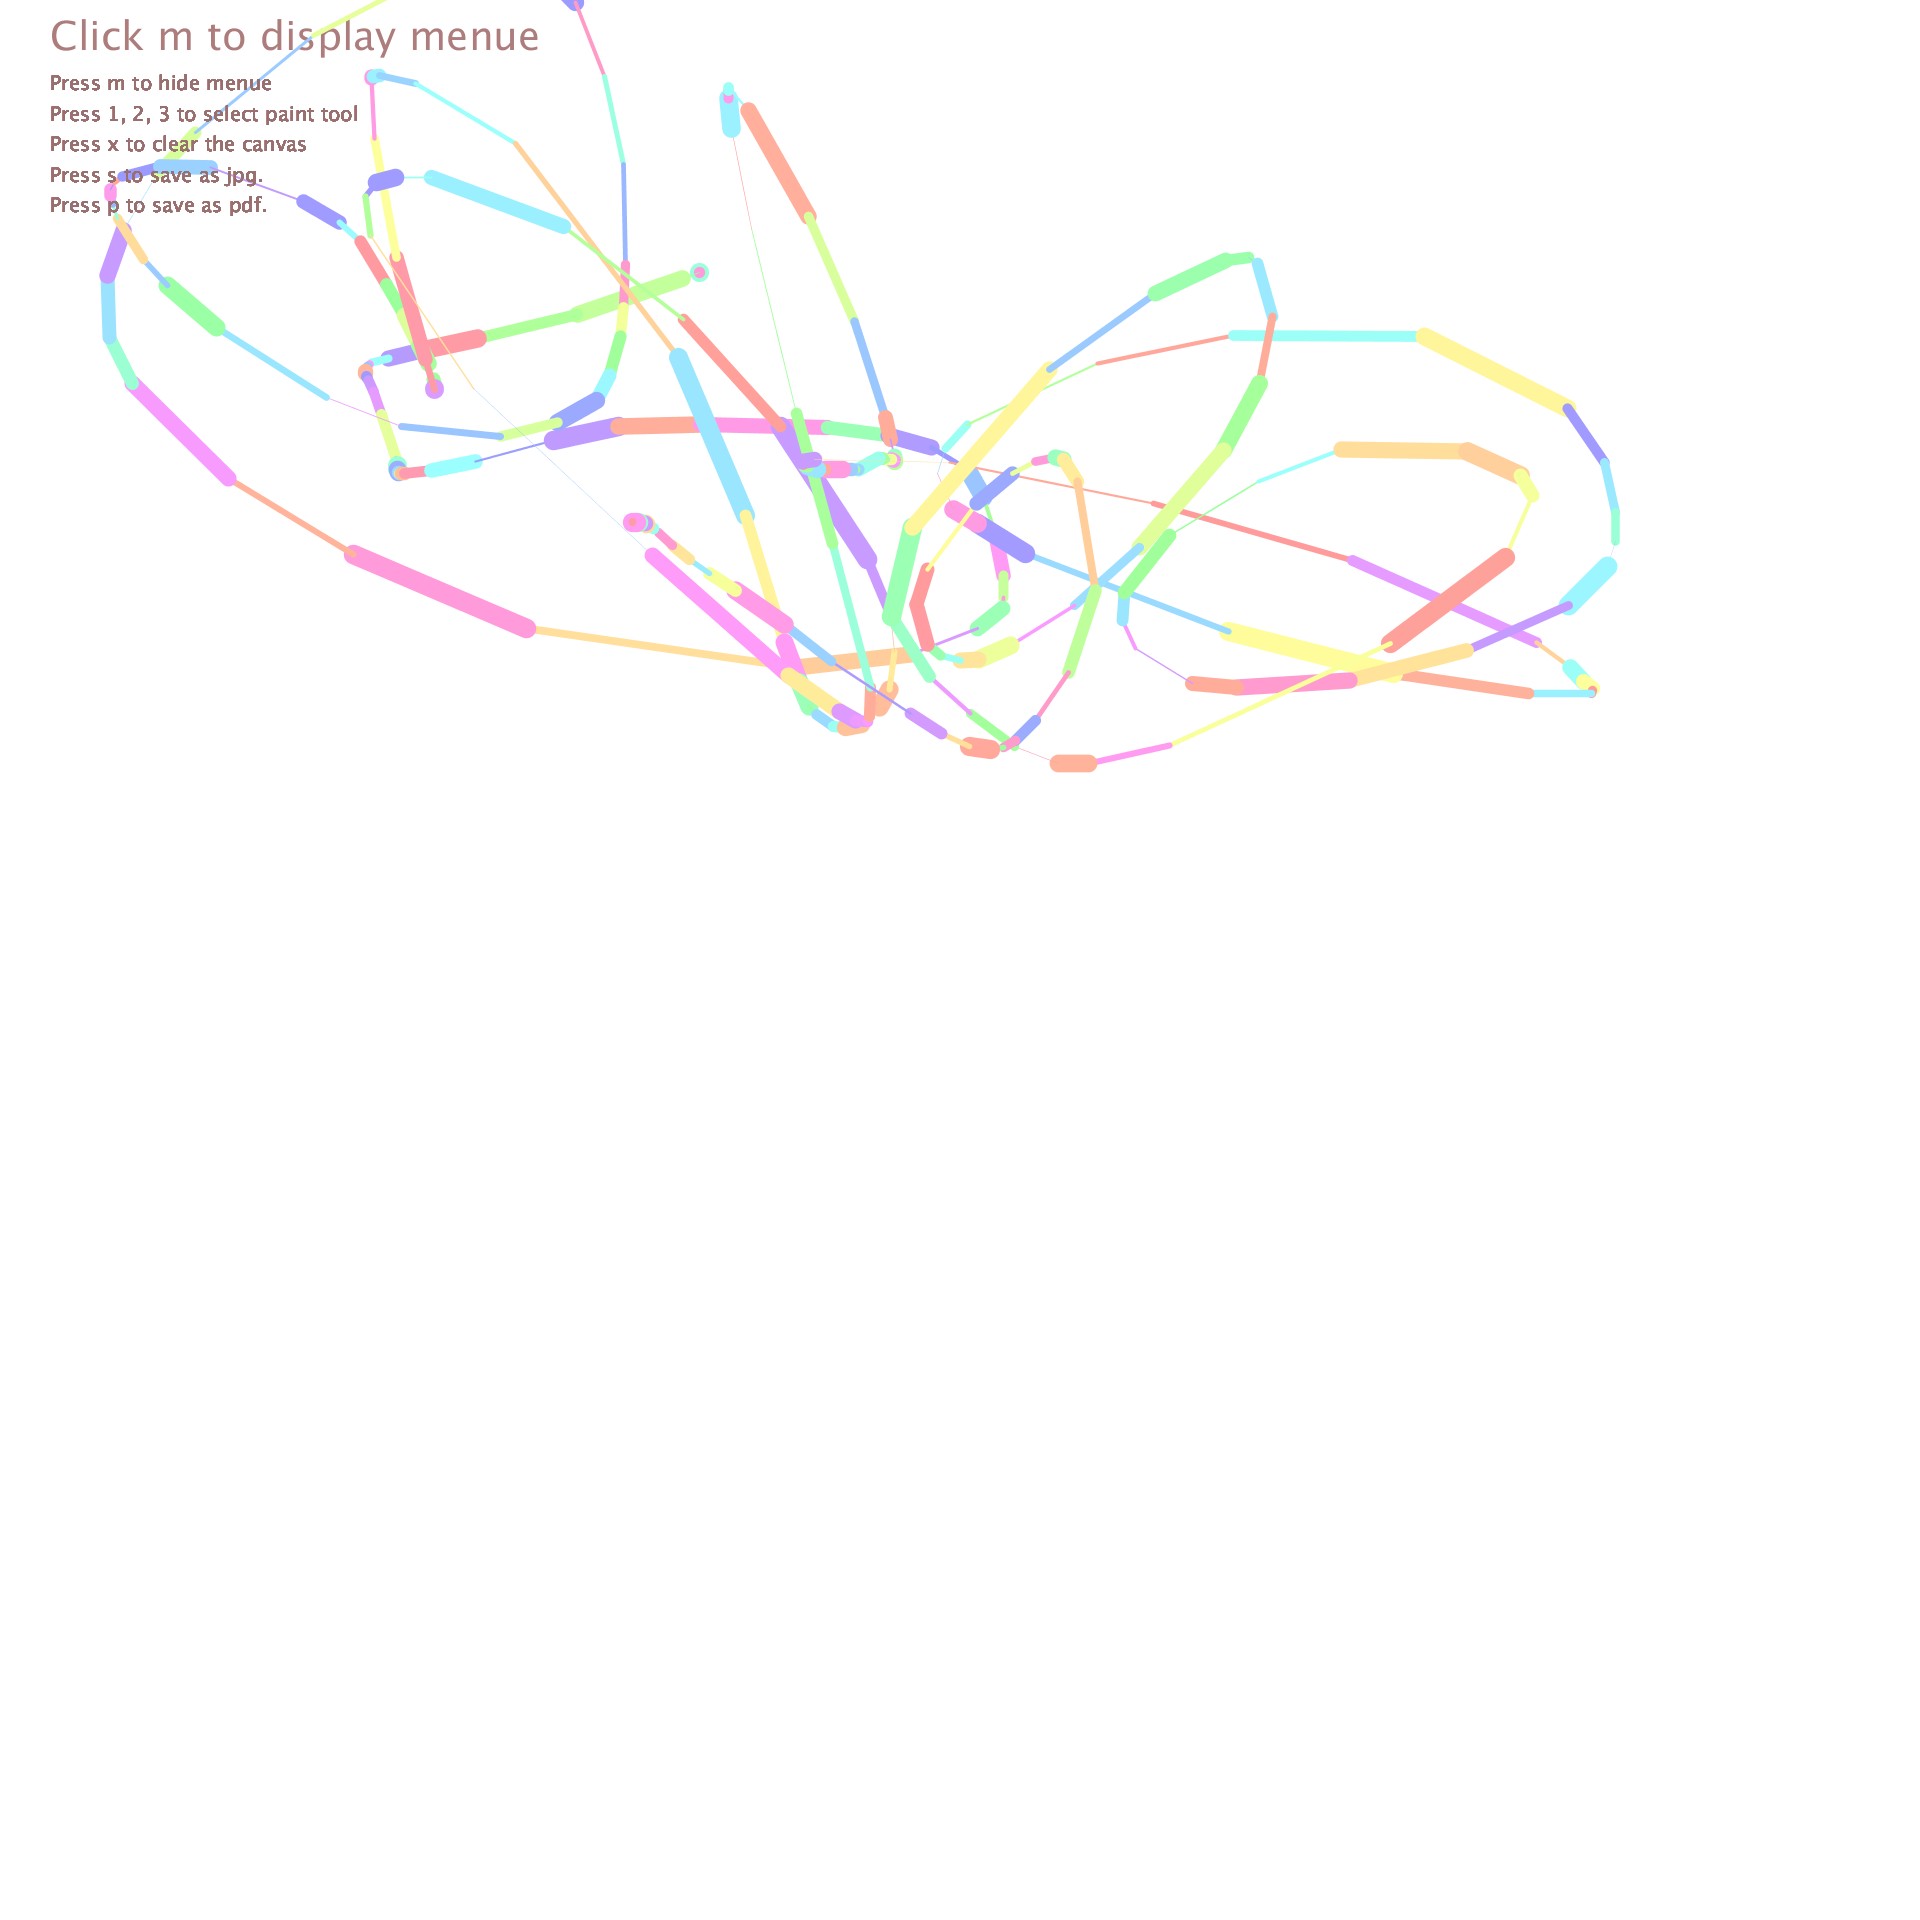 Click m to display menue
Press m to hide menue
Press 1, 2, 3 to select paint tool
Press x to clear the canvas
Press s to save as jpg.
Press p to save as pdf.